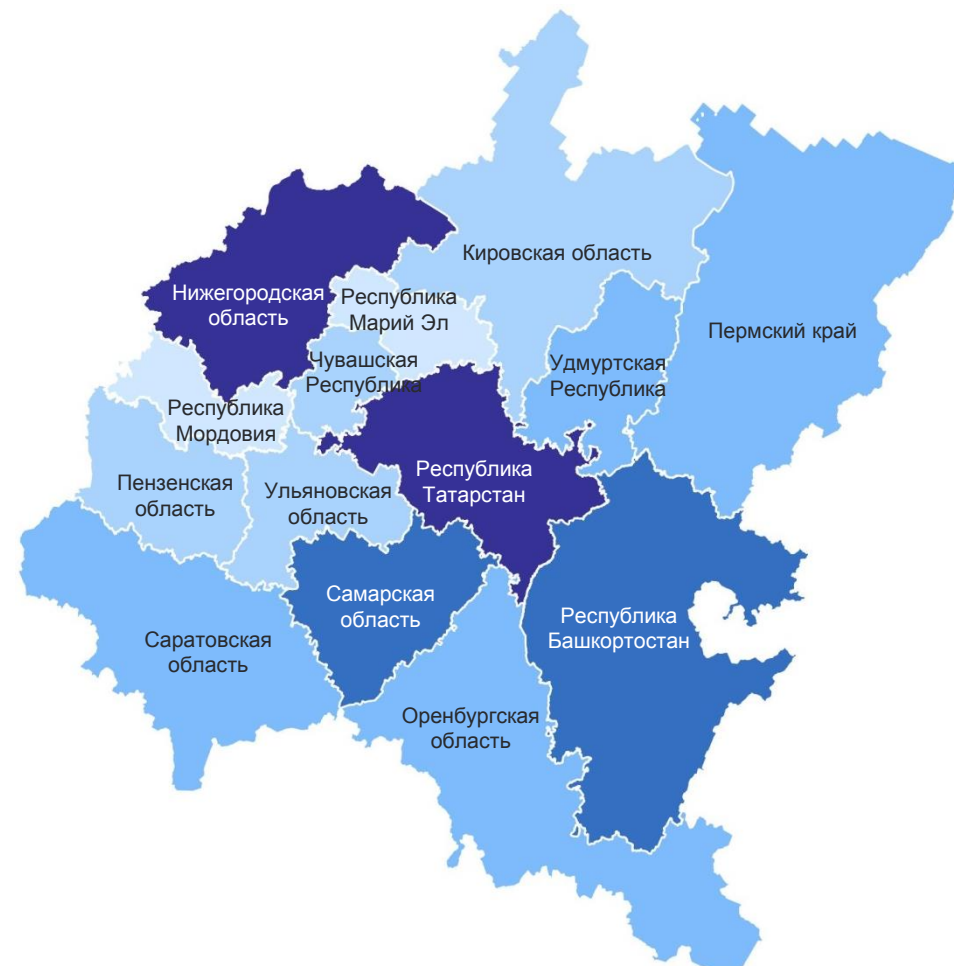 Кировская область
Нижегородская
область
Республика
Марий Эл
Пермский край
Чувашская
Республика
Удмуртская
Республика
Республика
Мордовия
Республика
Татарстан
Пензенская
область
Ульяновская
область
Самарская
область
Республика
Башкортостан
Саратовская
область
Оренбургская
область